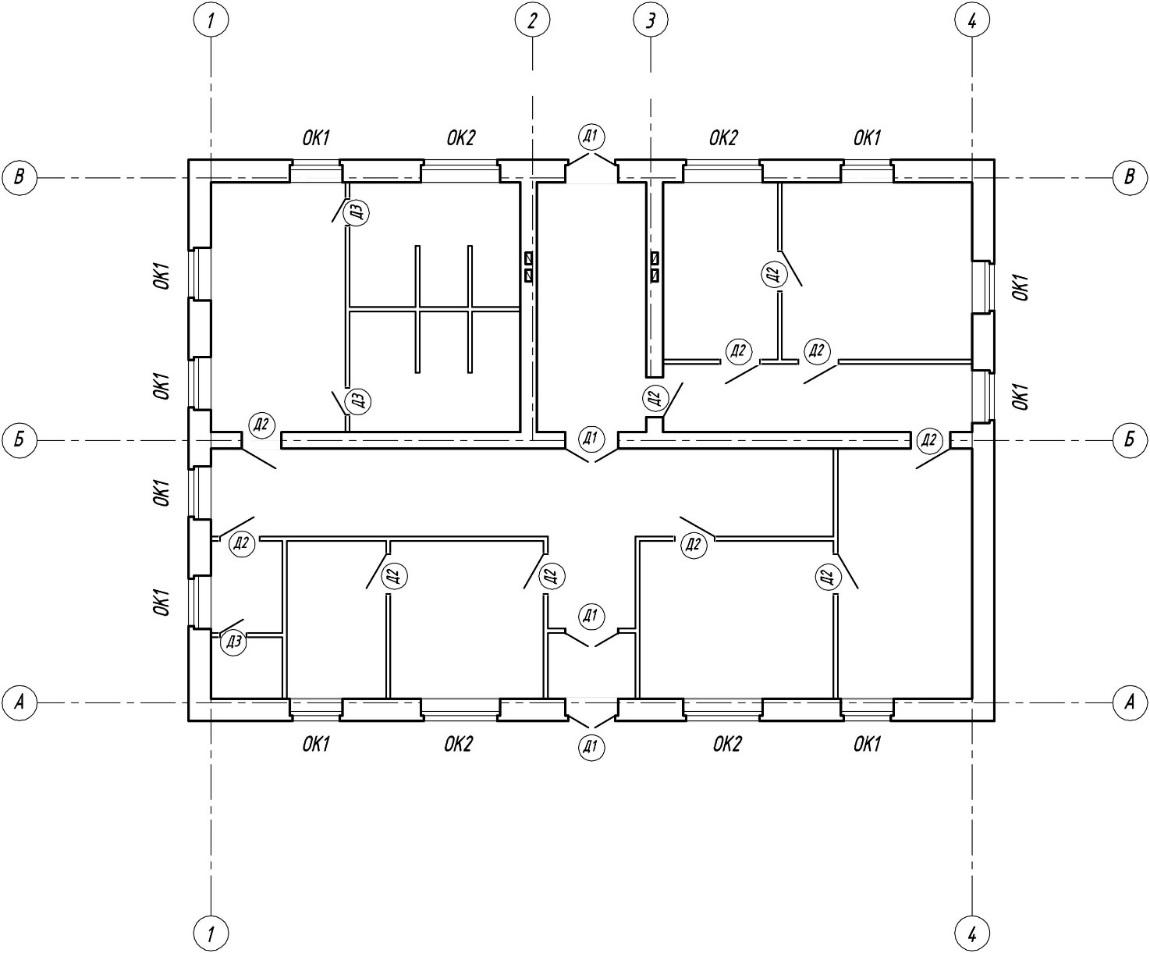 1 2 3 4
ОК1 ОК2 Д1 ОК2 ОК1
В В
Д3
ОК1 Д2 ОК1
Д2 Д2
ОК1 Д3 Д2 ОК1
Д2
Б Д1 Д2 Б
ОК1
Д2 Д2
Д2 Д2 Д2
ОК1 Д1
Д3
А А
ОК1 ОК2 Д1 ОК2 ОК1
1 4